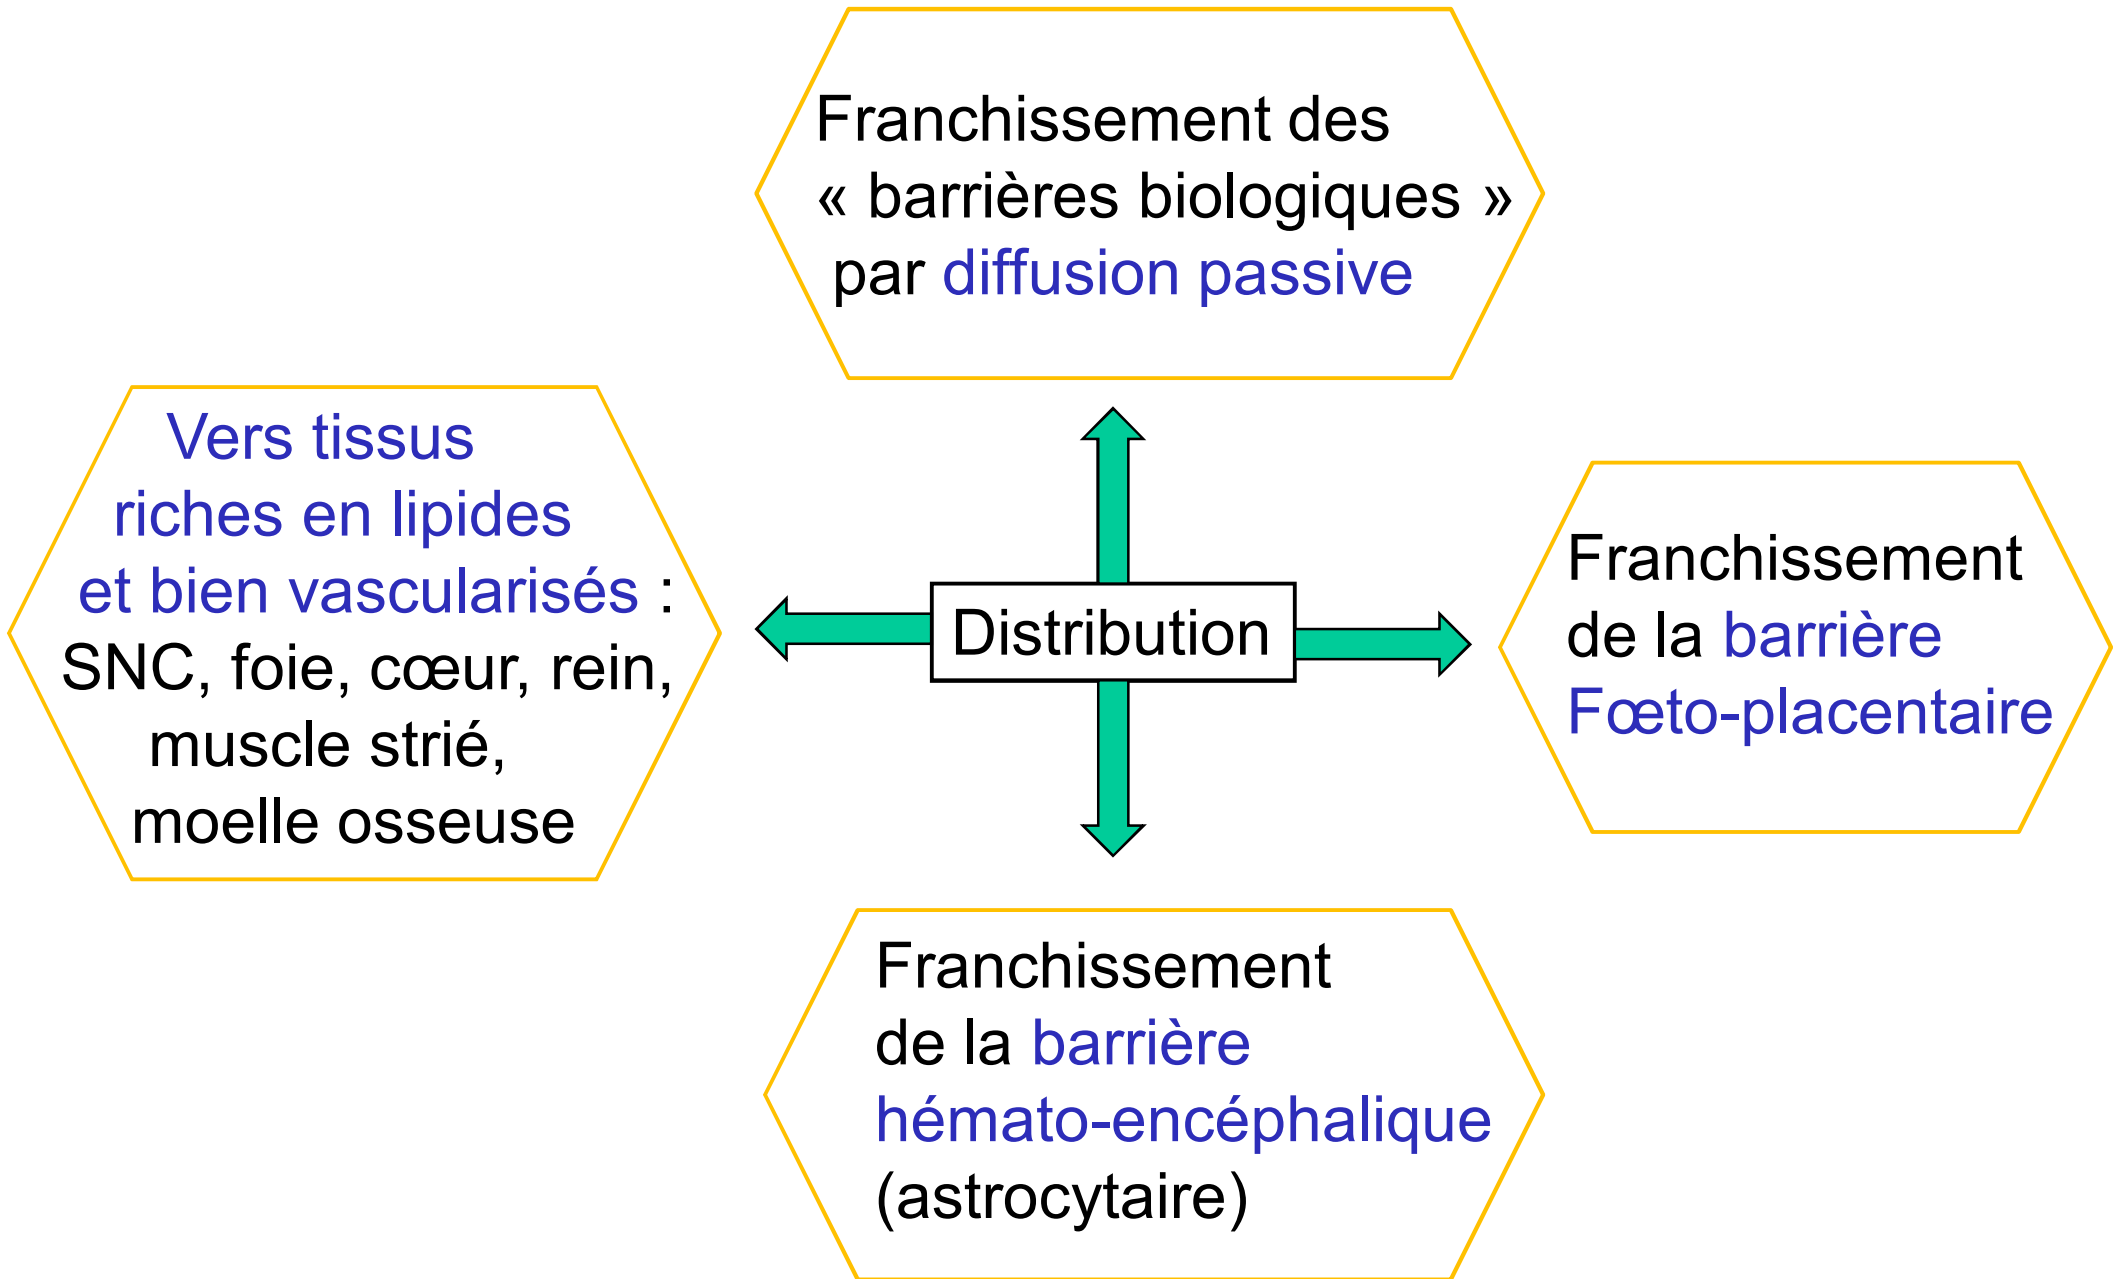 Franchissement des
« barrières biologiques »
par diffusion passive
Vers tissus
riches en lipides
et bien vascularisés :
SNC, foie, cœur, rein,
muscle strié,
moelle osseuse
Distribution
Franchissement
de la barrière
Fœto-placentaire
Franchissement
de la barrière
hémato-encéphalique
(astrocytaire)